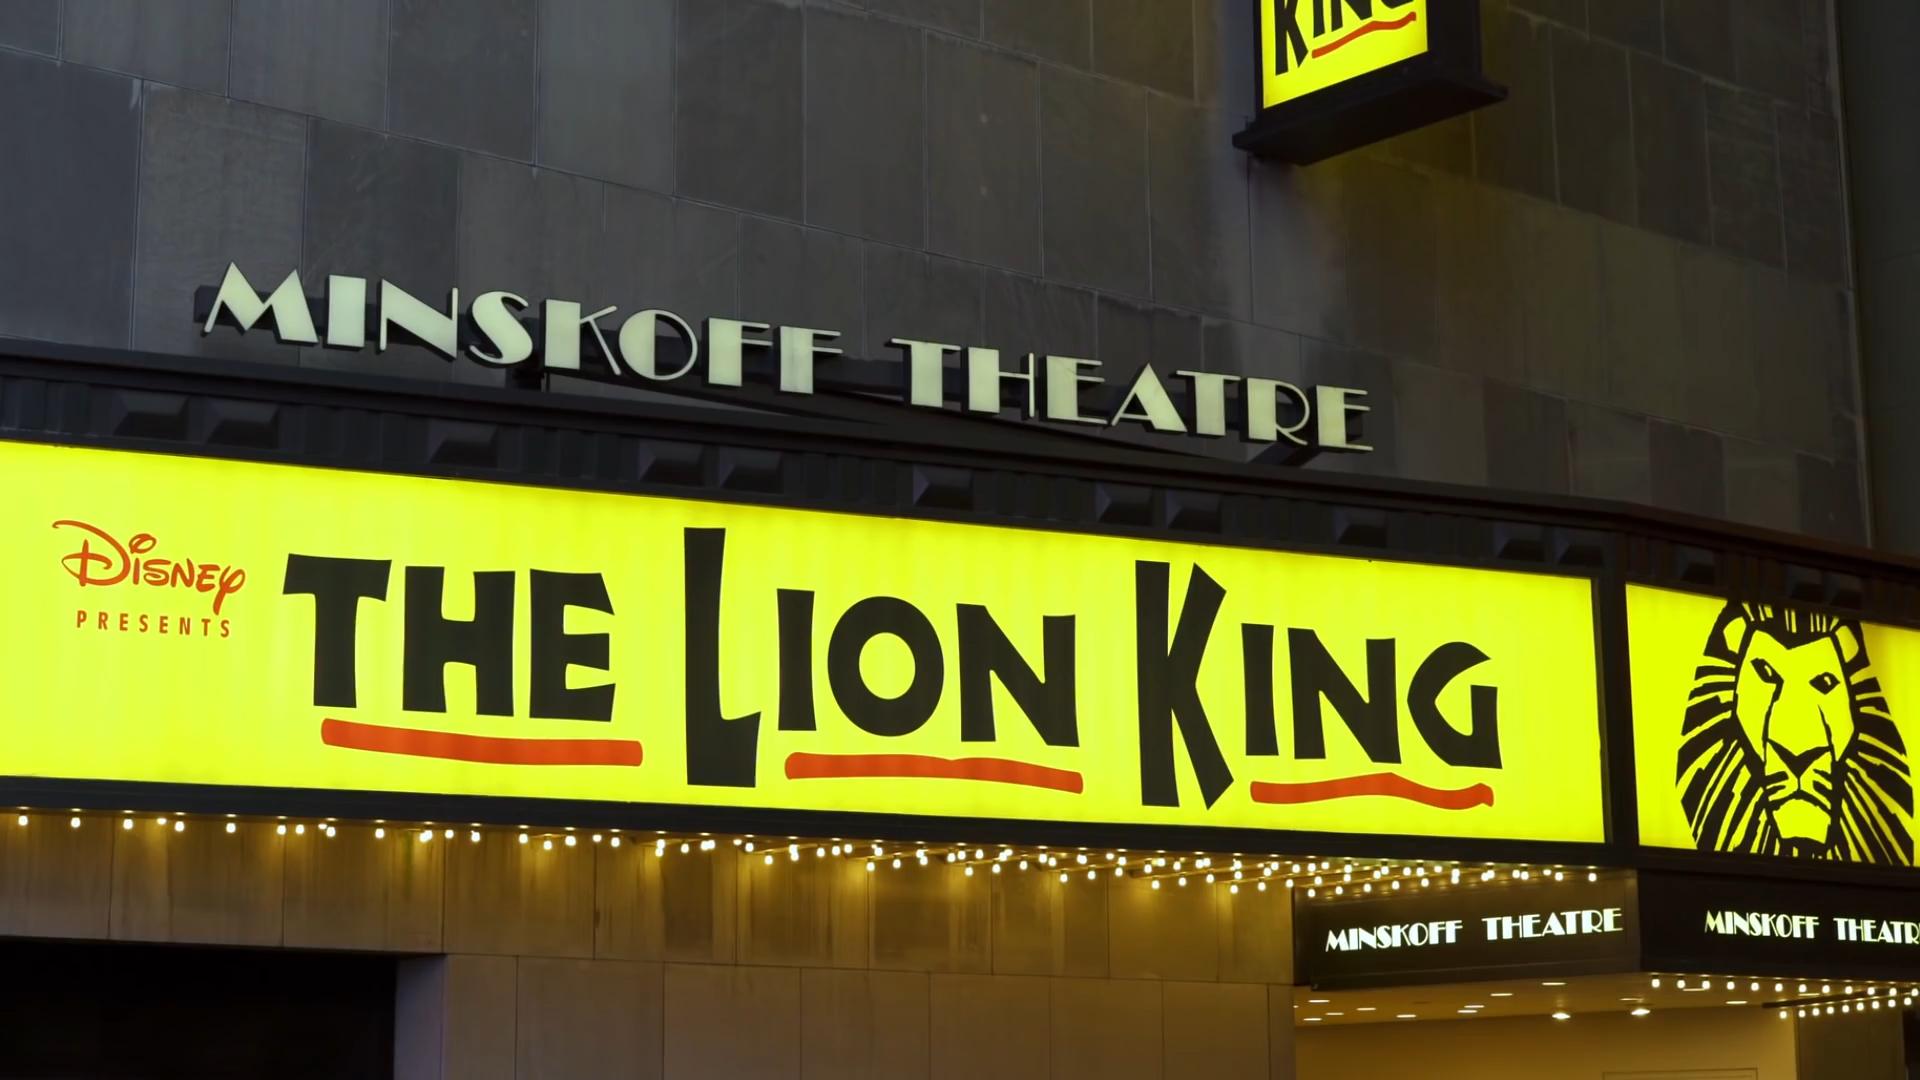 KING
MINSKOFF THEATRE
DISNEY
PRESENTS
THE LION KING
MINSKOFF THEATRE
MINSKOFF THEATR